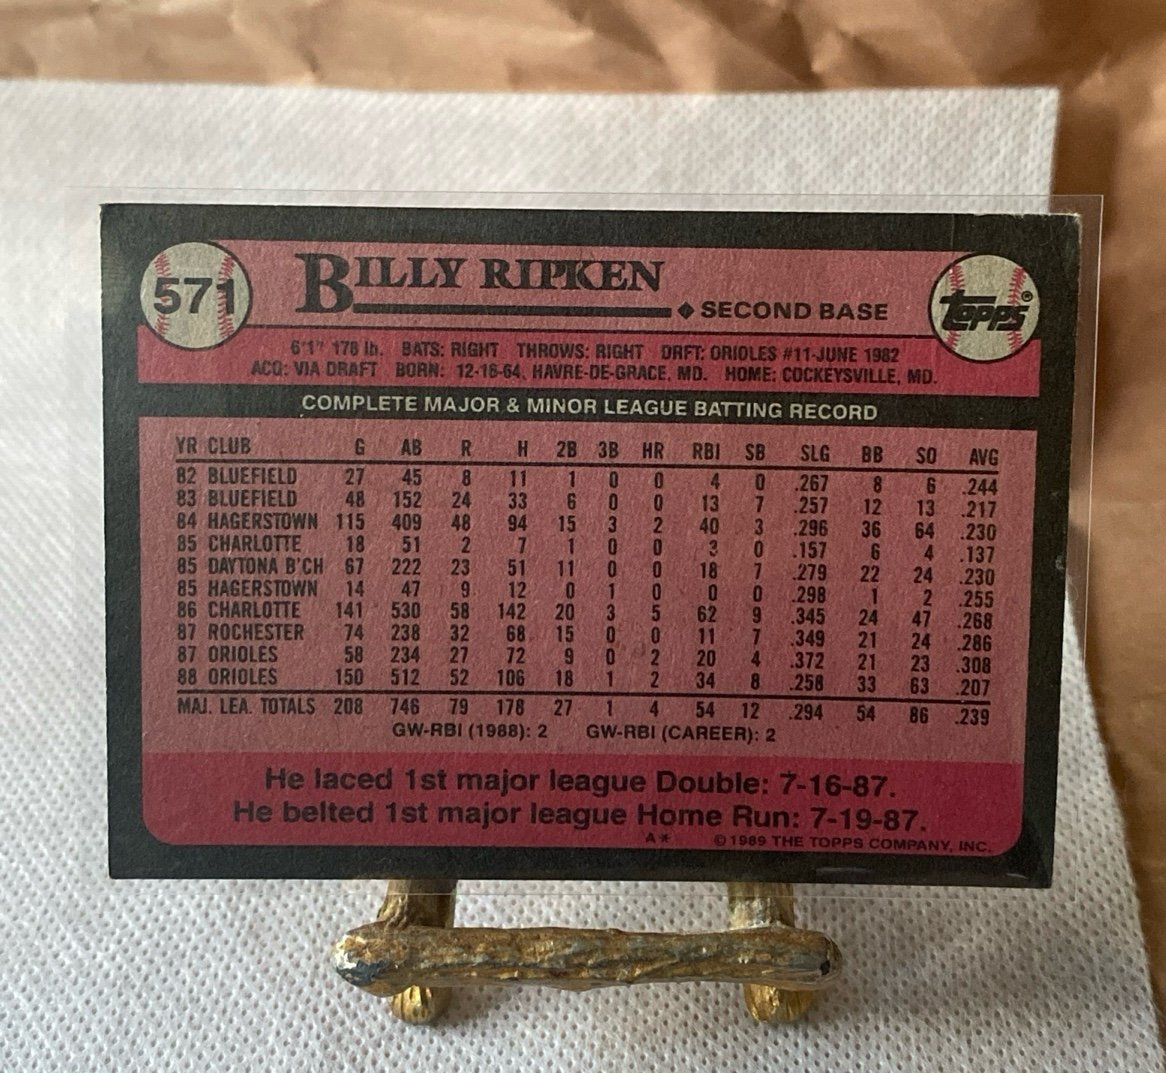 571
BILLY RIPKEN
◆ SECOND BASE
Topps®
6'1" 178 lb. BATS: RIGHT THROWS: RIGHT DRFT: ORIOLES #11-JUNE 1982
ACQ: VIA DRAFT BORN: 12-16-64, HAVRE-DE-GRACE, MD. HOME: COCKEYSVILLE, MD.
COMPLETE MAJOR & MINOR LEAGUE BATTING RECORD
YR CLUB G AB R H 2B 3B HR RBI SB SLG BB SO AVG
82 BLUEFIELD 27 45 8 11 1 0 0 4 0 .267 8 6 .244
83 BLUEFIELD 48 152 24 33 6 0 0 13 7 .257 12 13 .217
84 HAGERSTOWN 115 409 48 94 15 3 2 40 3 .296 36 64 .230
85 CHARLOTTE 18 51 2 7 1 0 0 3 0 .157 6 4 .137
85 DAYTONA B'CH 67 222 23 51 11 0 0 18 7 .279 22 24 .230
85 HAGERSTOWN 14 47 9 12 0 1 0 0 0 .298 1 2 .255
86 CHARLOTTE 141 530 58 142 20 3 5 62 9 .345 24 47 .268
87 ROCHESTER 74 238 32 68 15 0 0 11 7 .349 21 24 .286
87 ORIOLES 58 234 27 72 9 0 2 20 4 .372 21 23 .308
88 ORIOLES 150 512 52 106 18 1 2 34 8 .258 33 63 .207
MAJ. LEA. TOTALS 208 746 79 178 27 1 4 54 12 .294 54 86 .239
GW-RBI (1988): 2 GW-RBI (CAREER): 2
He laced 1st major league Double: 7-16-87.
He belted 1st major league Home Run: 7-19-87.
A* © 1989 THE TOPPS COMPANY, INC.